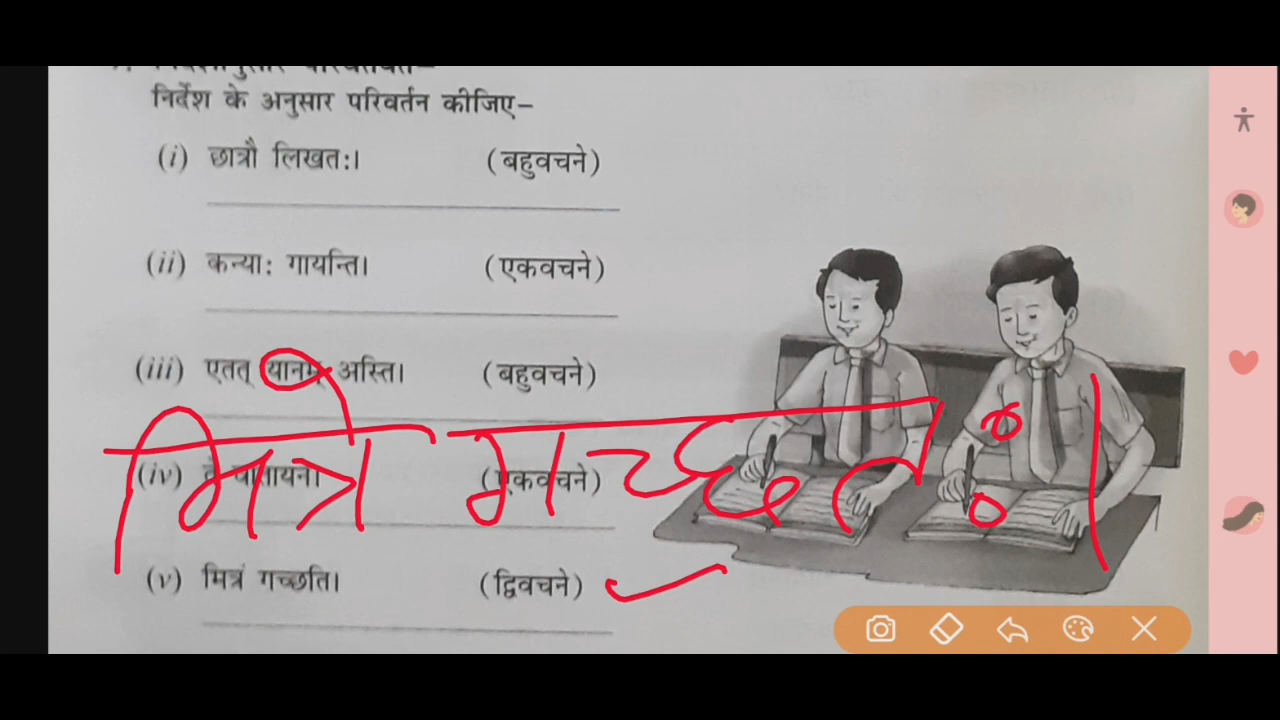 निर्देश के अनुसार परिवर्तन कीजिए–
(i) छात्रौ लिखतः। (बहुवचने)
(ii) कन्याः गायन्ति। (एकवचने)
(iii) एतत् यानम् अस्ति। (बहुवचने)
मित्रे गच्छतः।
(iv) ते वातायने। (एकवचने)
(v) मित्रं गच्छति। (द्विवचने)